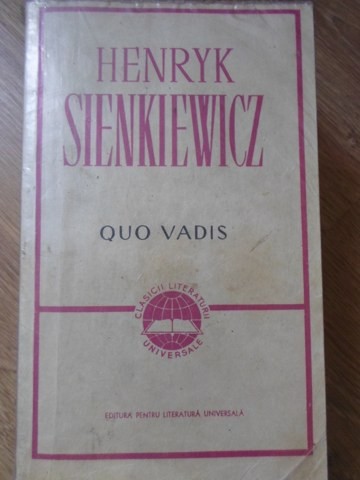 HENRYK
SIENKIEWICZ
QUO VADIS
CLASICII LITERATURII
UNIVERSALE
EDITURA PENTRU LITERATURĂ UNIVERSALĂ